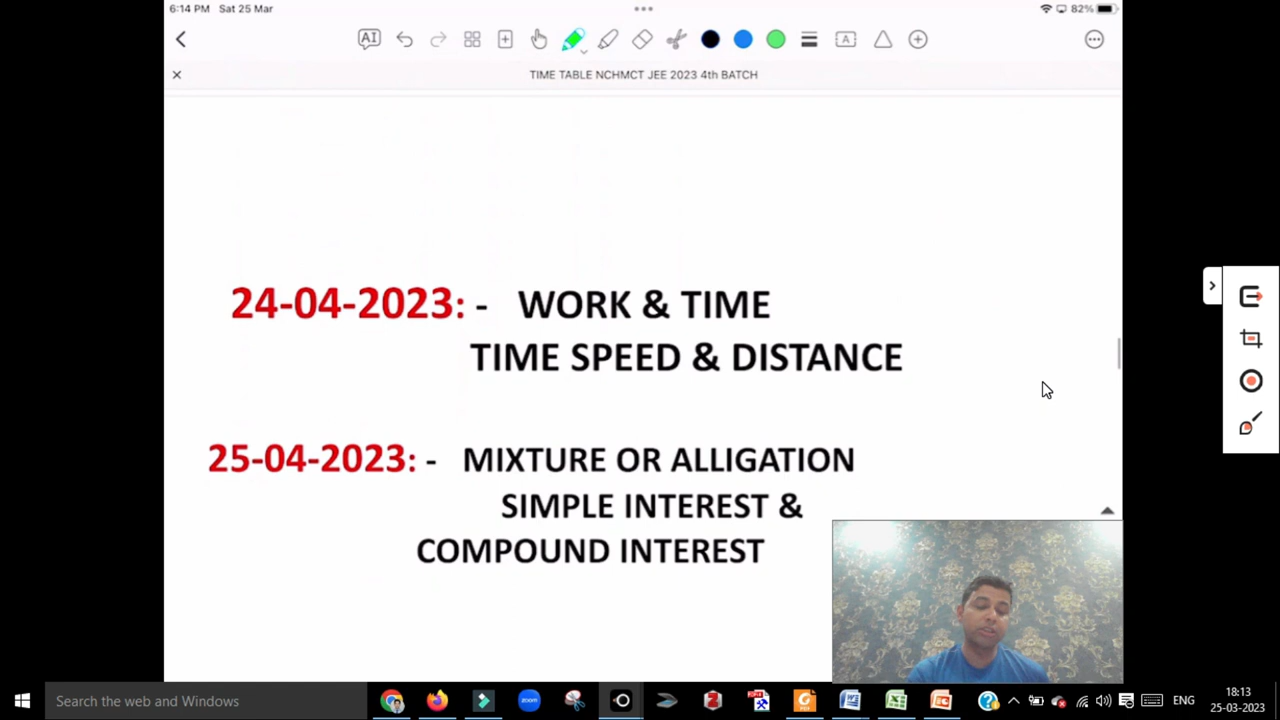 6:14 PM Sat 25 Mar
82%
AI
A
TIME TABLE NCHMCT JEE 2023 4th BATCH
24-04-2023: - WORK & TIME
TIME SPEED & DISTANCE
25-04-2023: - MIXTURE OR ALLIGATION
SIMPLE INTEREST &
COMPOUND INTEREST
Search the web and Windows
zoom
ENG
18:13
25-03-2023